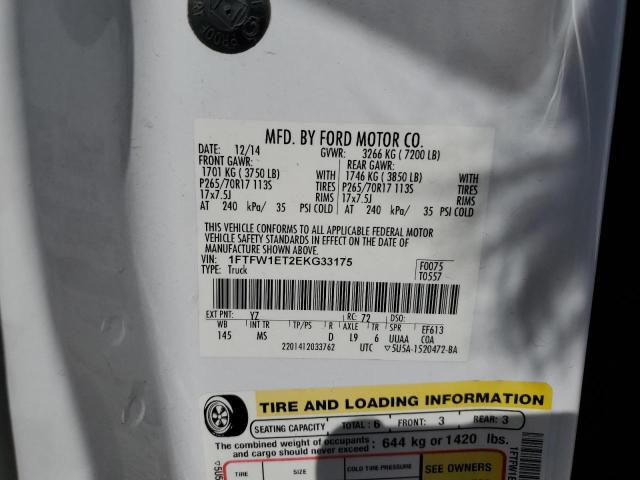 MFD. BY FORD MOTOR CO.
DATE: 12/14 GVWR: 3266 KG ( 7200 LB)
FRONT GAWR: REAR GAWR:
1701 KG ( 3750 LB) WITH 1746 KG ( 3850 LB) WITH
P265/70R17 113S TIRES P265/70R17 113S TIRES
17x7.5J RIMS 17x7.5J RIMS
AT 240 kPa/ 35 PSI COLD AT 240 kPa/ 35 PSI COLD
THIS VEHICLE CONFORMS TO ALL APPLICABLE FEDERAL MOTOR
VEHICLE SAFETY STANDARDS IN EFFECT ON THE DATE OF
MANUFACTURE SHOWN ABOVE.
VIN: 1FTFW1ET2EKG33175 F0075
TYPE: Truck T0557
EXT PNT: YZ RC: 72 DSO:
WB INT TR TP/PS R AXLE TR SPR EF613
145 MS D L9 6 UUAA COA
2201412033762 UTC ▽5U5A-1520472-BA
TIRE AND LOADING INFORMATION
SEATING CAPACITY TOTAL: 6 FRONT: 3 REAR: 3
The combined weight of occupants
and cargo should never exceed: 644 kg or 1420 lbs.
TIRE SIZE COLD TIRE PRESSURE SEE OWNERS